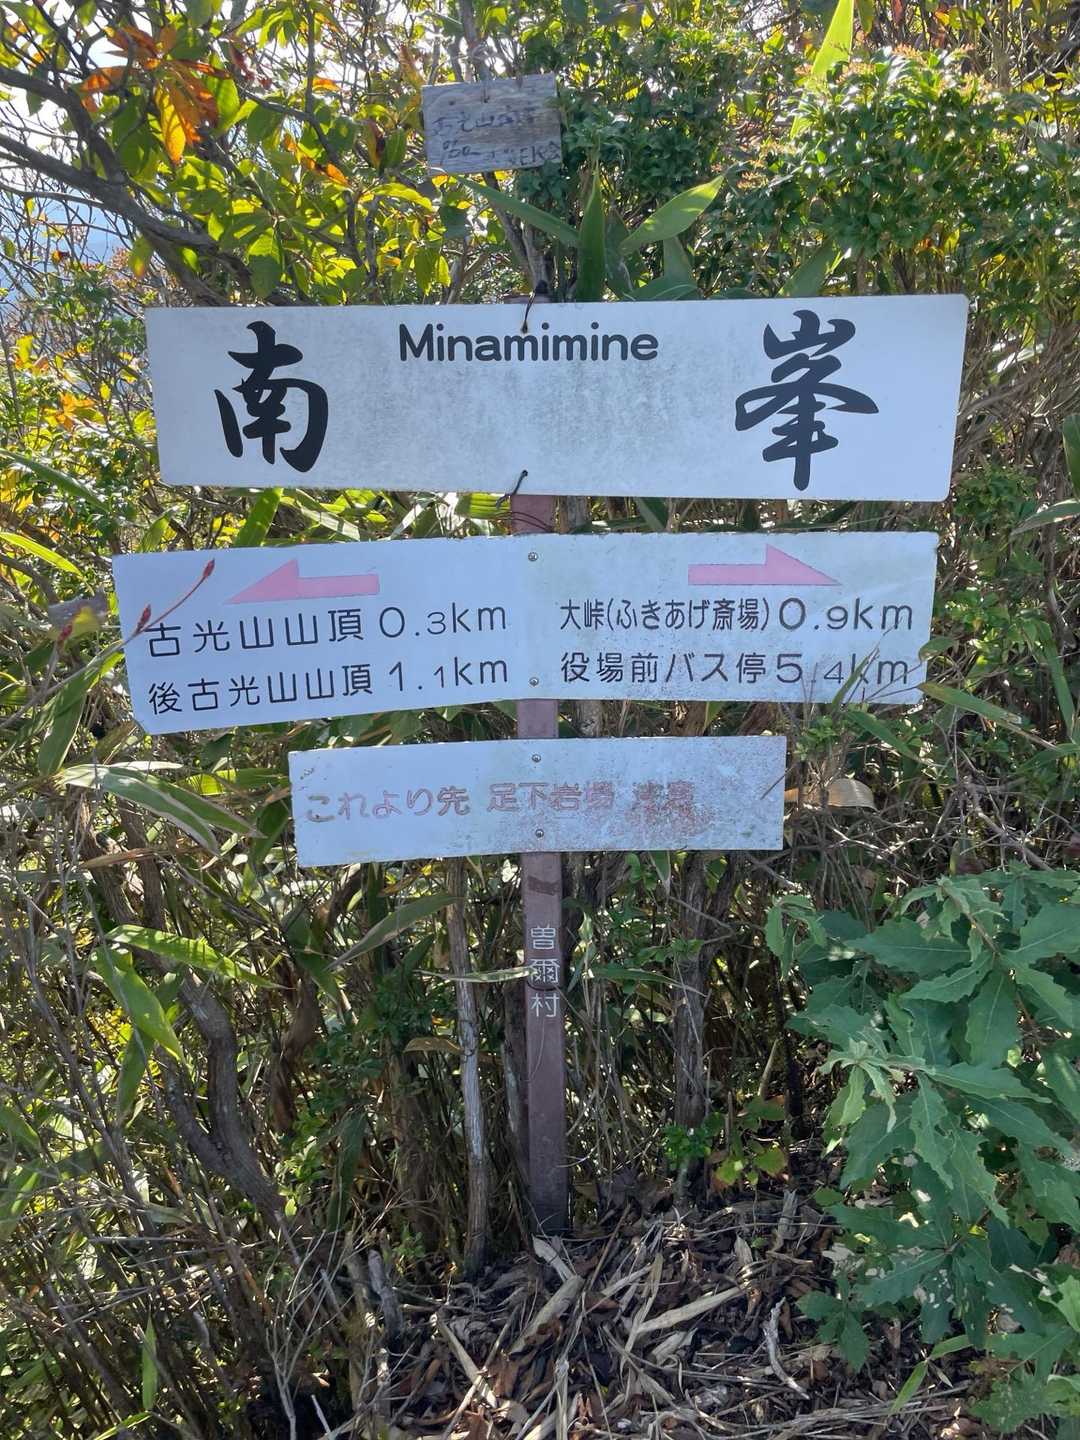 南 Minamimine 峯
古光山山頂 0.3km
後古光山山頂 1.1km
大峠(ふきあげ斎場) 0.9km
役場前バス停 5.4km
これより先 足下岩場 注意
曽爾村